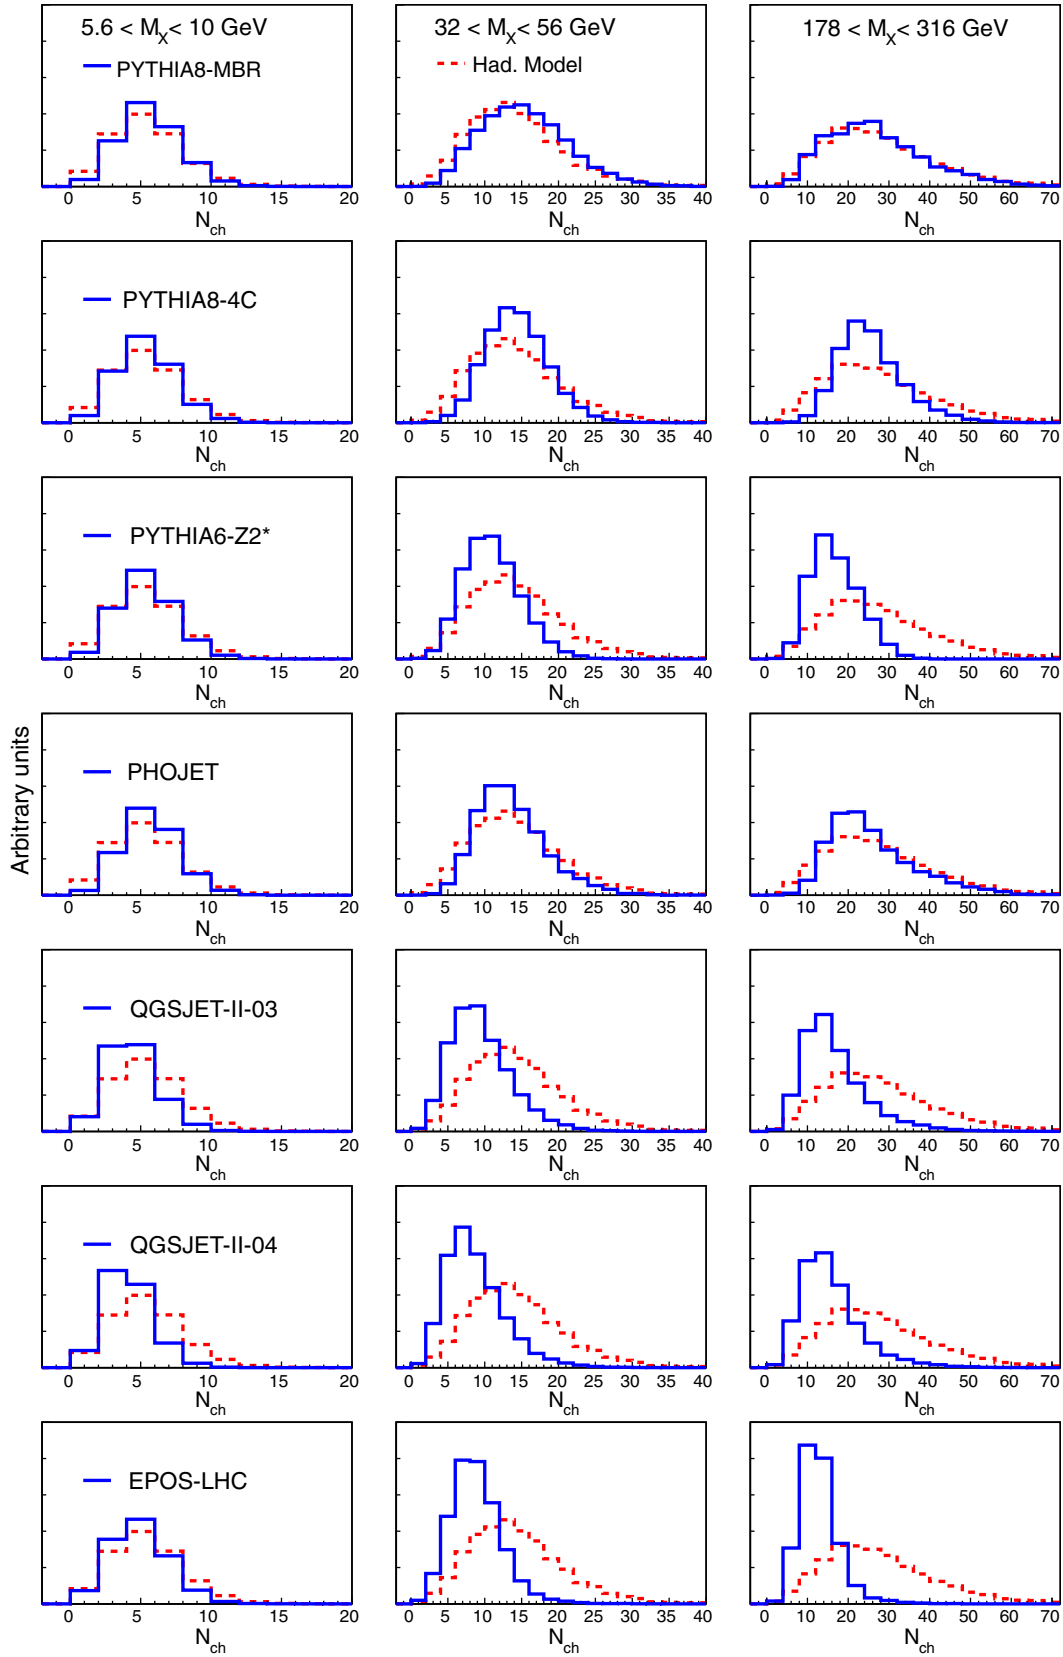 5.6 < M_X < 10 GeV
32 < M_X < 56 GeV
178 < M_X < 316 GeV
PYTHIA8-MBR
Had. Model
0 5 10 15 20
0 5 10 15 20 25 30 35 40
0 10 20 30 40 50 60 70
N_ch
N_ch
N_ch
PYTHIA8-4C
0 5 10 15 20
0 5 10 15 20 25 30 35 40
0 10 20 30 40 50 60 70
N_ch
N_ch
N_ch
PYTHIA6-Z2*
0 5 10 15 20
0 5 10 15 20 25 30 35 40
0 10 20 30 40 50 60 70
N_ch
N_ch
N_ch
Arbitrary units
PHOJET
0 5 10 15 20
0 5 10 15 20 25 30 35 40
0 10 20 30 40 50 60 70
N_ch
N_ch
N_ch
QGSJET-II-03
0 5 10 15 20
0 5 10 15 20 25 30 35 40
0 10 20 30 40 50 60 70
N_ch
N_ch
N_ch
QGSJET-II-04
0 5 10 15 20
0 5 10 15 20 25 30 35 40
0 10 20 30 40 50 60 70
N_ch
N_ch
N_ch
EPOS-LHC
0 5 10 15 20
0 5 10 15 20 25 30 35 40
0 10 20 30 40 50 60 70
N_ch
N_ch
N_ch